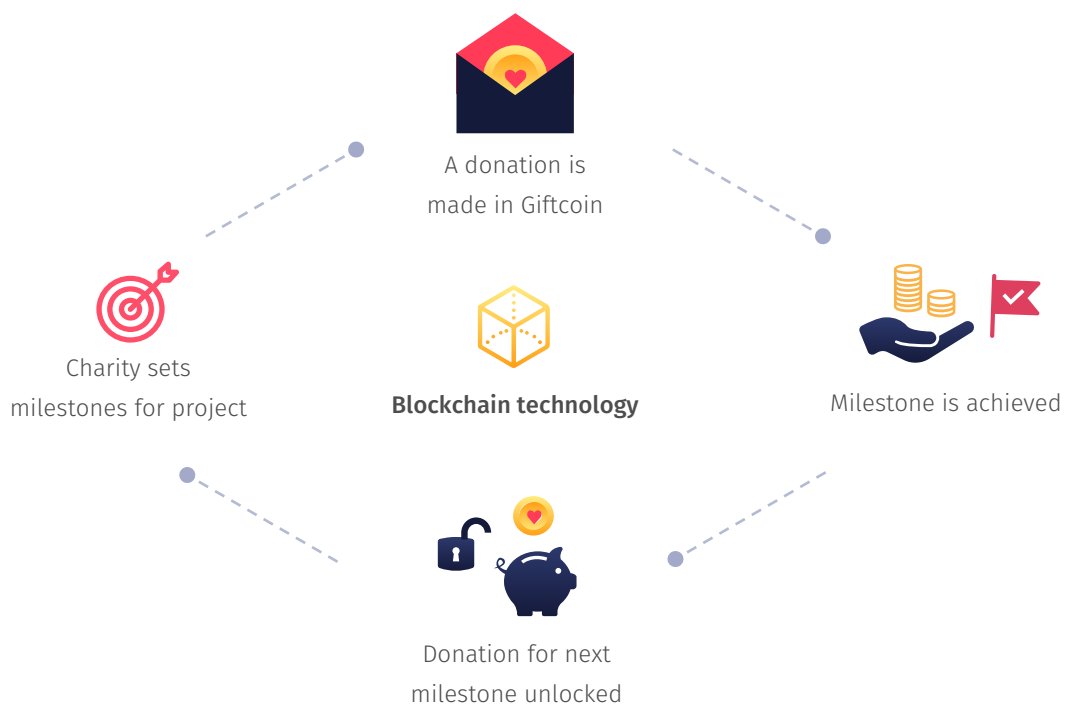 A donation is
made in Giftcoin
Charity sets
milestones for project
Blockchain technology
Milestone is achieved
Donation for next
milestone unlocked